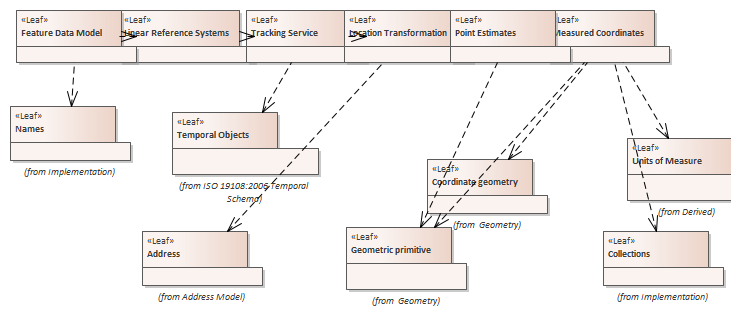 «Leaf»
Feature Data Model
«Leaf»
Linear Reference Systems
«Leaf»
Tracking Service
«Leaf»
Location Transformation
«Leaf»
Point Estimates
«Leaf»
Measured Coordinates
«Leaf»
Names
(from Implementation)
«Leaf»
Temporal Objects
(from ISO 19108:2006 Temporal
Schema)
«Leaf»
Coordinate geometry
(from Geometry)
«Leaf»
Units of Measure
(from Derived)
«Leaf»
Address
(from Address Model)
«Leaf»
Geometric primitive
(from Geometry)
«Leaf»
Collections
(from Implementation)